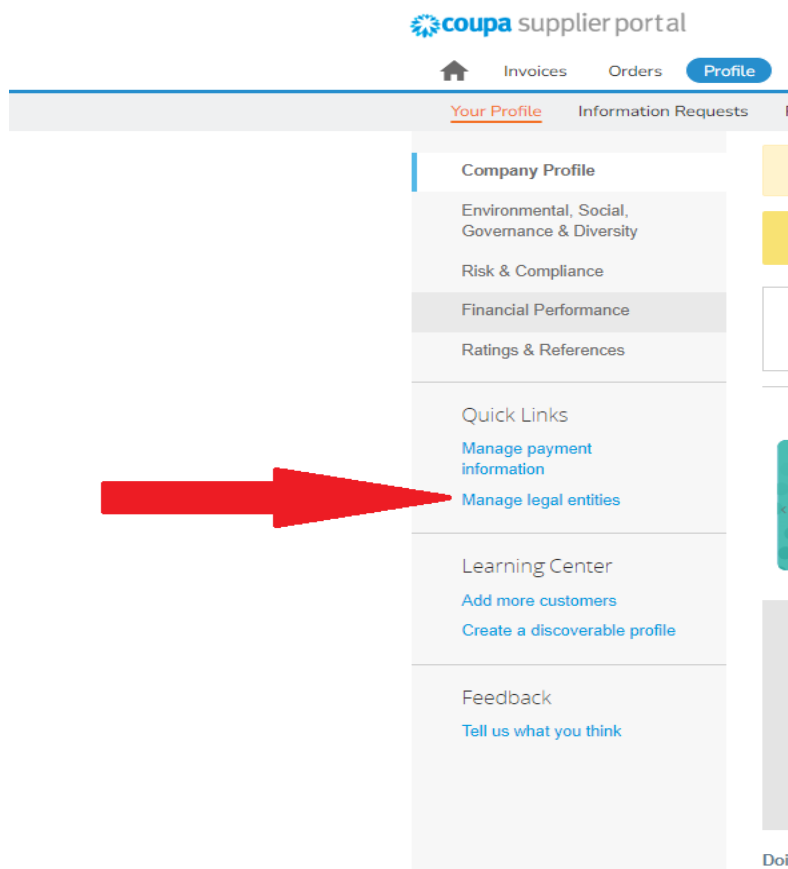 coupa supplier portal
Invoices Orders Profile
Your Profile Information Requests
Company Profile
Environmental, Social,
Governance & Diversity
Risk & Compliance
Financial Performance
Ratings & References
Quick Links
Manage payment
information
Manage legal entities
Learning Center
Add more customers
Create a discoverable profile
Feedback
Tell us what you think